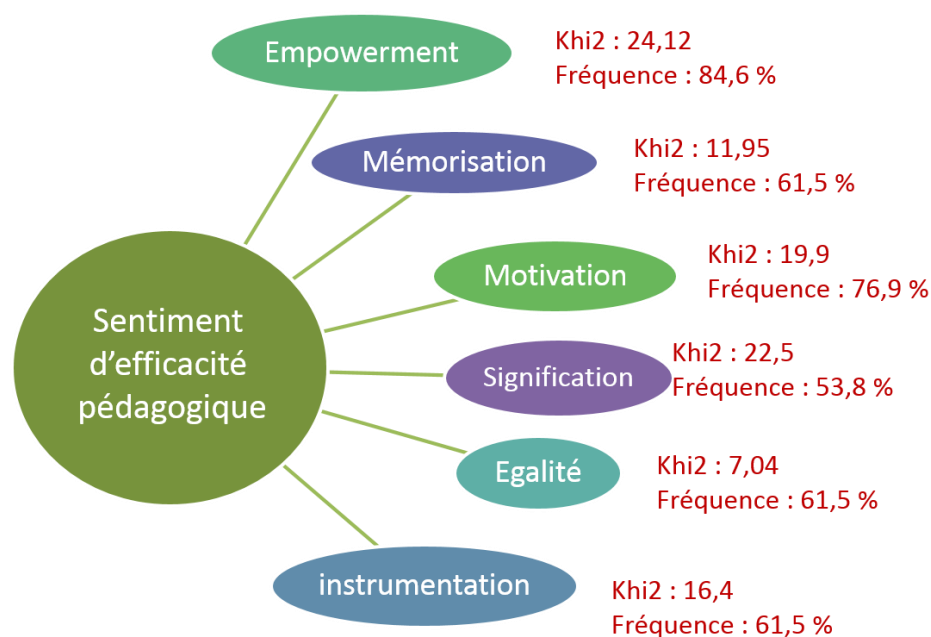 Empowerment
Khi2 : 24,12
Fréquence : 84,6 %
Mémorisation
Khi2 : 11,95
Fréquence : 61,5 %
Motivation
Khi2 : 19,9
Fréquence : 76,9 %
Sentiment
d’efficacité
pédagogique
Signification
Khi2 : 22,5
Fréquence : 53,8 %
Egalité
Khi2 : 7,04
Fréquence : 61,5 %
instrumentation
Khi2 : 16,4
Fréquence : 61,5 %